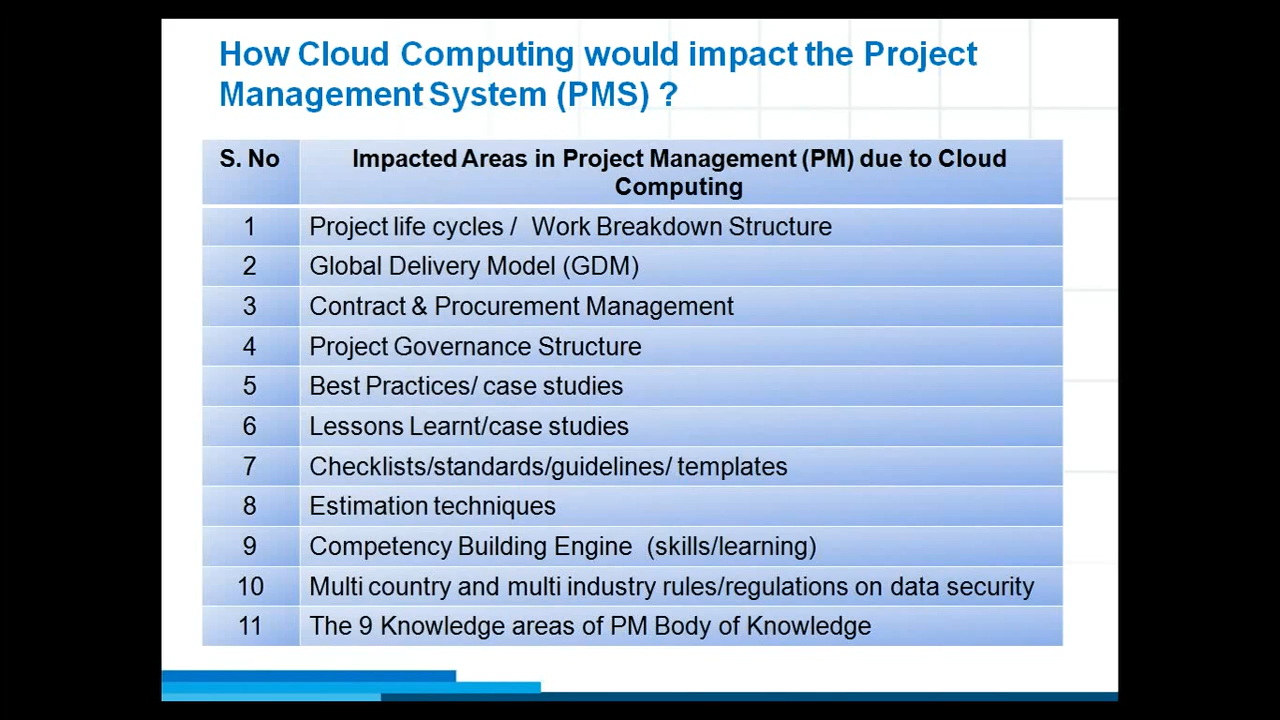 How Cloud Computing would impact the Project
Management System (PMS) ?
S. No Impacted Areas in Project Management (PM) due to Cloud
Computing
1 Project life cycles / Work Breakdown Structure
2 Global Delivery Model (GDM)
3 Contract & Procurement Management
4 Project Governance Structure
5 Best Practices/ case studies
6 Lessons Learnt/case studies
7 Checklists/standards/guidelines/ templates
8 Estimation techniques
9 Competency Building Engine (skills/learning)
10 Multi country and multi industry rules/regulations on data security
11 The 9 Knowledge areas of PM Body of Knowledge